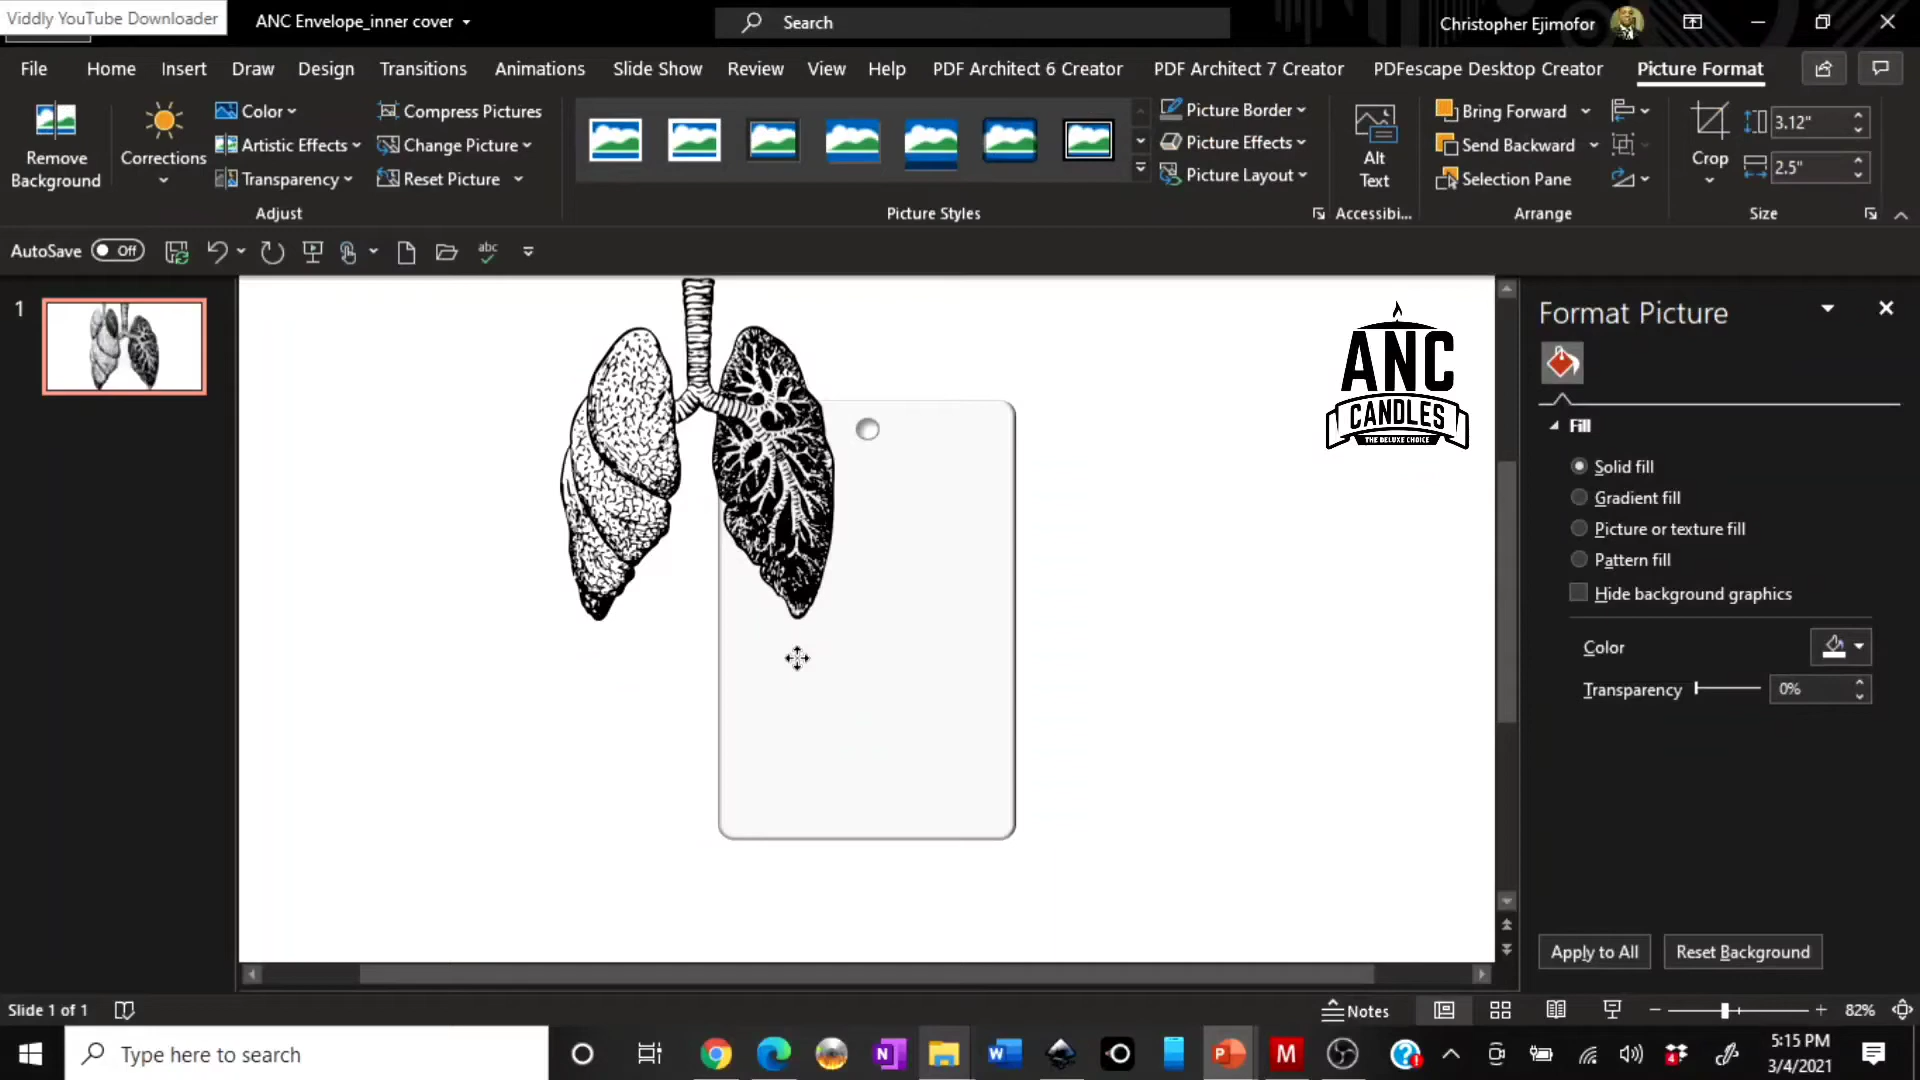 Viddly YouTube Downloader
ANC Envelope_inner cover
Search
Christopher Ejimofor
File Home Insert Draw Design Transitions Animations Slide Show Review View Help PDF Architect 6 Creator PDF Architect 7 Creator PDFescape Desktop Creator Picture Format
Remove Background
Corrections
Color
Artistic Effects
Transparency
Compress Pictures
Change Picture
Reset Picture
Adjust
Picture Styles
Picture Border
Picture Effects
Picture Layout
Alt Text
Accessibi...
Bring Forward
Send Backward
Selection Pane
Arrange
Crop
3.12"
2.5"
Size
AutoSave Off
abc
1
ANC
CANDLES
THE DELUXE CHOICE
Format Picture
Fill
Solid fill
Gradient fill
Picture or texture fill
Pattern fill
Hide background graphics
Color
Transparency 0%
Apply to All Reset Background
Slide 1 of 1
Notes
82%
Type here to search
N
W
P
M
4
5:15 PM
3/4/2021